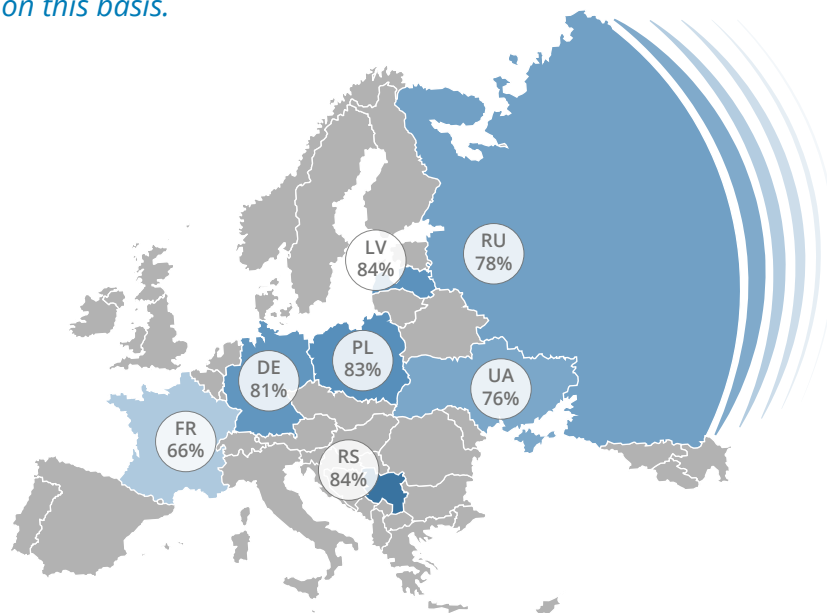 on this basis.
LV
84%
RU
78%
PL
83%
DE
81%
UA
76%
FR
66%
RS
84%